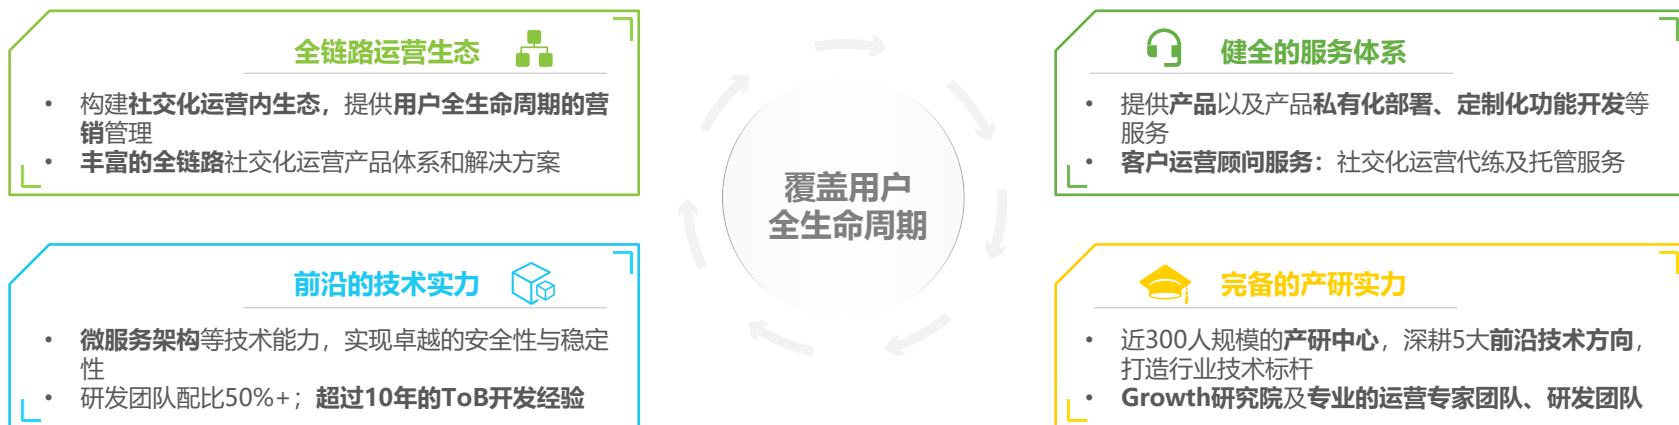 全链路运营生态
• 构建社交化运营内生态，提供用户全生命周期的营
销管理
• 丰富的全链路社交化运营产品体系和解决方案
健全的服务体系
• 提供产品以及产品私有化部署、定制化功能开发等
服务
• 客户运营顾问服务：社交化运营代练及托管服务
覆盖用户
全生命周期
前沿的技术实力
• 微服务架构等技术能力，实现卓越的安全性与稳定
性
• 研发团队配比50%+；超过10年的ToB开发经验
完备的产研实力
• 近300人规模的产研中心，深耕5大前沿技术方向，
打造行业技术标杆
• Growth研究院及专业的运营专家团队、研发团队